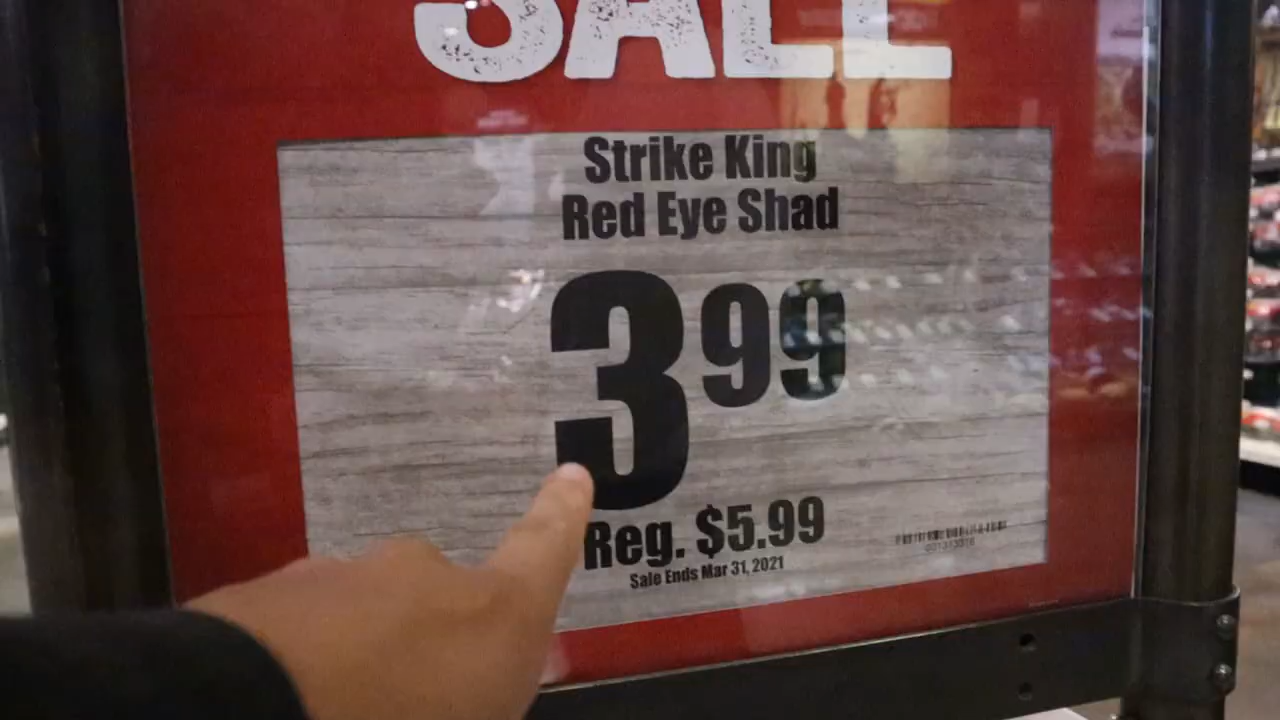 SALE
Strike King
Red Eye Shad
3 99
Reg. $5.99
Sale Ends Mar 31, 2021